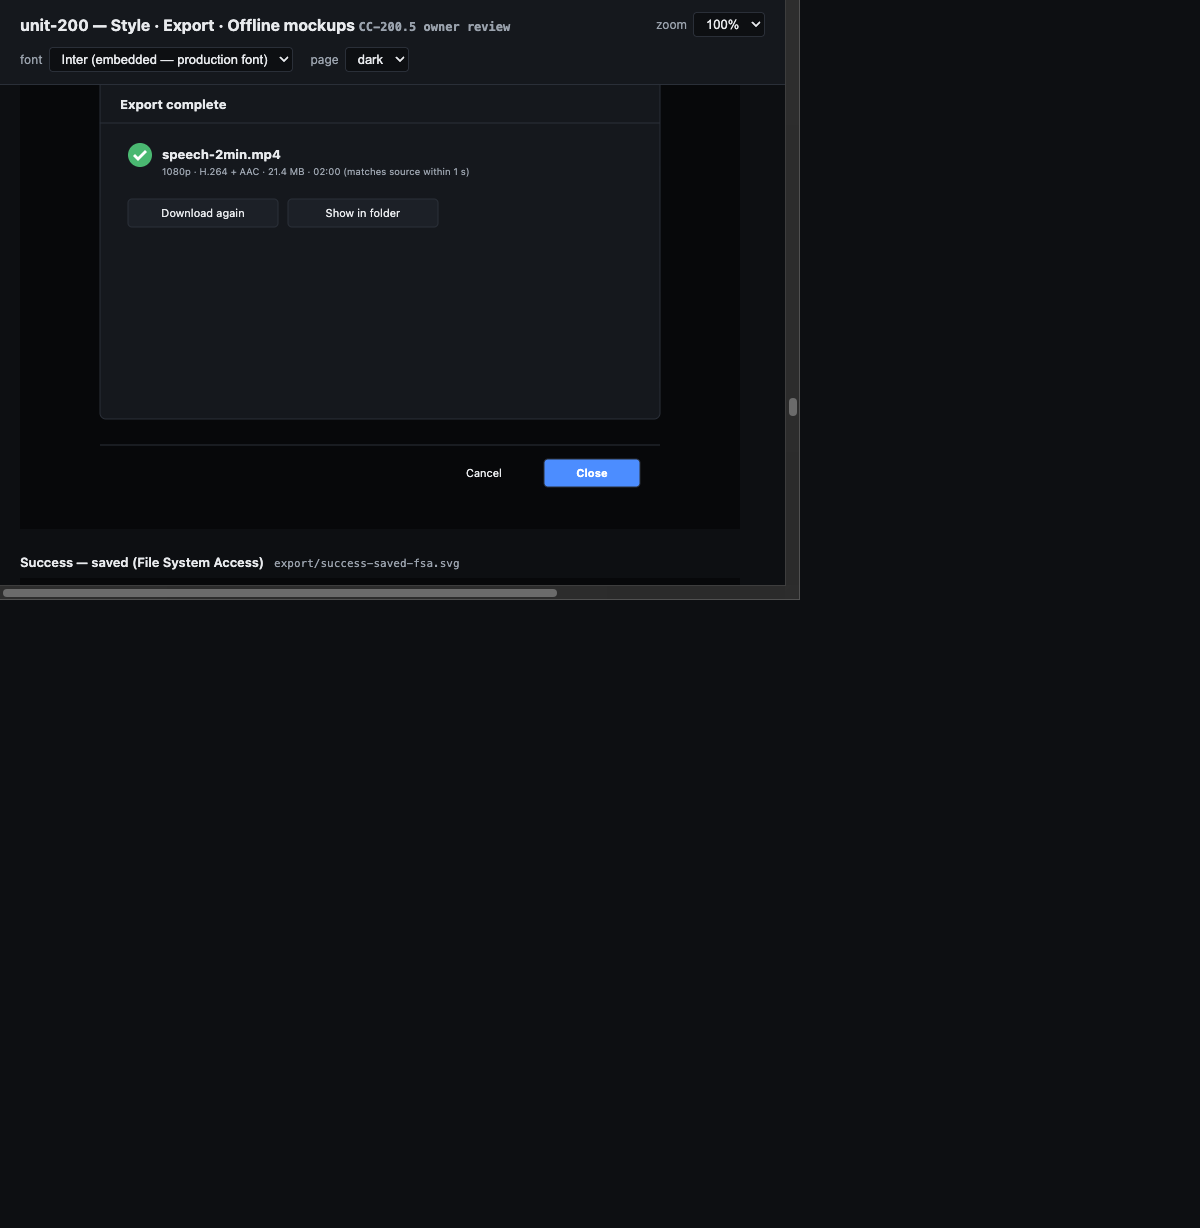 unit-200 — Style · Export · Offline mockups CC-200.5 owner review
zoom 100%
font Inter (embedded — production font) page dark
Export complete
speech-2min.mp4
1080p · H.264 + AAC · 21.4 MB · 02:00 (matches source within 1 s)
Download again Show in folder
Cancel Close
Success — saved (File System Access) export/success-saved-fsa.svg